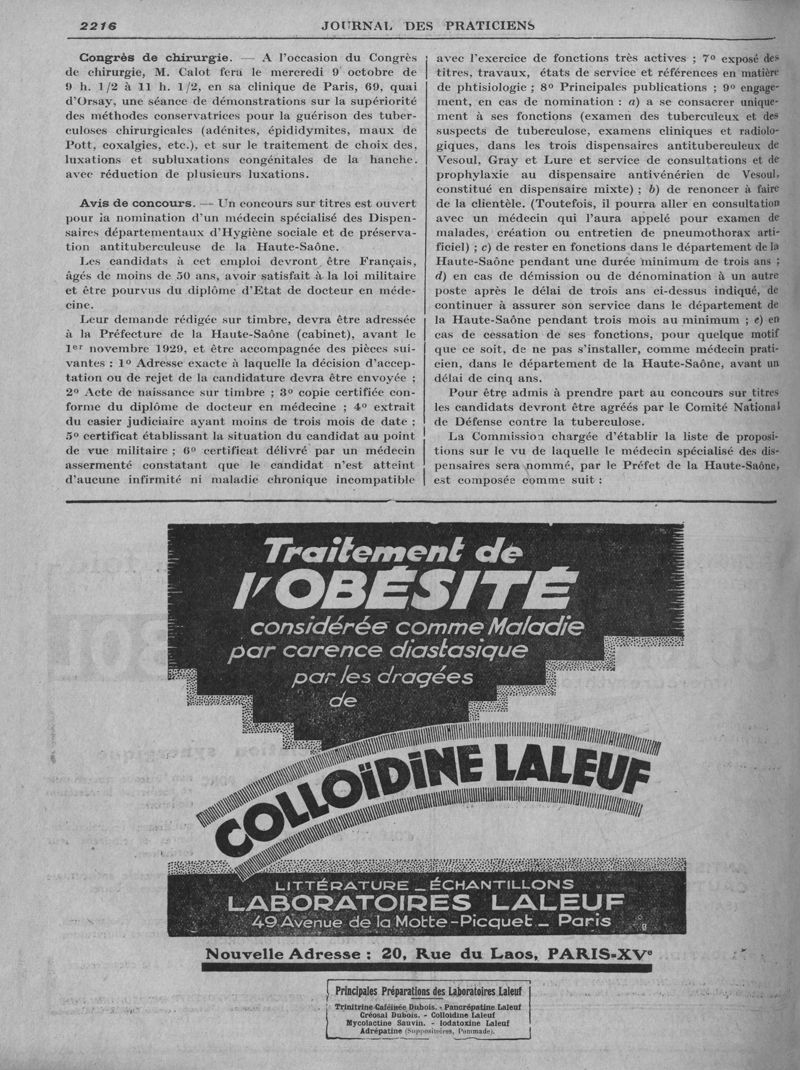 2216
JOURNAL DES PRATICIENS
Congrès de chirurgie. — A l'occasion du Congrès
de chirurgie, M. Calot fera le mercredi 9 octobre de
9 h. 1/2 à 11 h. 1/2, en sa clinique de Paris, 69, quai
d'Orsay, une séance de démonstrations sur la supériorité
des méthodes conservatrices pour la guérison des tuber-
culoses chirurgicales (adénites, épididymites, maux de
Pott, coxalgies, etc.), et sur le traitement de choix des,
luxations et subluxations congénitales de la hanche.
avec réduction de plusieurs luxations.
Avis de concours. — Un concours sur titres est ouvert
pour la nomination d'un médecin spécialisé des Dispen-
saires départementaux d'Hygiène sociale et de préserva-
tion antituberculeuse de la Haute-Saône.
Les candidats à cet emploi devront être Français,
âgés de moins de 50 ans, avoir satisfait à la loi militaire
et être pourvus du diplôme d'Etat de docteur en méde-
cine.
Leur demande rédigée sur timbre, devra être adressée
à la Préfecture de la Haute-Saône (cabinet), avant le
1er novembre 1929, et être accompagnée des pièces sui-
vantes : 1° Adresse exacte à laquelle la décision d'accep-
tation ou de rejet de la candidature devra être envoyée ;
2° Acte de naissance sur timbre ; 3° copie certifiée con-
forme du diplôme de docteur en médecine ; 4° extrait
du casier judiciaire ayant moins de trois mois de date ;
5° certificat établissant la situation du candidat au point
de vue militaire ; 6° certificat délivré par un médecin
assermenté constatant que le candidat n'est atteint
d'aucune infirmité ni maladie chronique incompatible
avec l'exercice de fonctions très actives ; 7° exposé des
titres, travaux, états de service et références en matière
de phtisiologie ; 8° Principales publications ; 9° engage-
ment, en cas de nomination : a) a se consacrer unique-
ment à ses fonctions (examen des tuberculeux et des
suspects de tuberculose, examens cliniques et radiolo-
giques, dans les trois dispensaires antituberculeux de
Vesoul, Gray et Lure et service de consultations et de
prophylaxie au dispensaire antivénérien de Vesoul,
constitué en dispensaire mixte) ; b) de renoncer à faire
de la clientèle. (Toutefois, il pourra aller en consultation
avec un médecin qui l'aura appelé pour examen de
malades, création ou entretien de pneumothorax arti-
ficiel) ; c) de rester en fonctions dans le département de la
Haute-Saône pendant une durée minimum de trois ans ;
d) en cas de démission ou de dénomination à un autre
poste après le délai de trois ans ci-dessus indiqué, de
continuer à assurer son service dans le département de
la Haute-Saône pendant trois mois au minimum ; e) en
cas de cessation de ses fonctions, pour quelque motif
que ce soit, de ne pas s'installer, comme médecin prati-
cien, dans le département de la Haute-Saône, avant un
délai de cinq ans.
Pour être admis à prendre part au concours sur titres
les candidats devront être agréés par le Comité National
de Défense contre la tuberculose.
La Commission chargée d'établir la liste de proposi-
tions sur le vu de laquelle le médecin spécialisé des dis-
pensaires sera nommé, par le Préfet de la Haute-Saône,
est composée comme suit :
Traitement de
l'OBÉSITÉ
considérée comme Maladie
par carence diastasique
par les dragées
de
COLLOÏDINE LALEUF
LITTÉRATURE _ ÉCHANTILLONS
LABORATOIRES LALEUF
49 Avenue de la Motte-Picquet _ Paris
Nouvelle Adresse : 20, Rue du Laos, PARIS-XVe
Principales Préparations des Laboratoires Laleuf
Trinitrine Caféinée Dubois. - Pancrépatine Laleuf
Créosal Dubois. - Colloïdine Laleuf
Mycolactine Sauvin. - Iodatoxine Laleuf
Adrépatine (Suppositoires, Pommade).